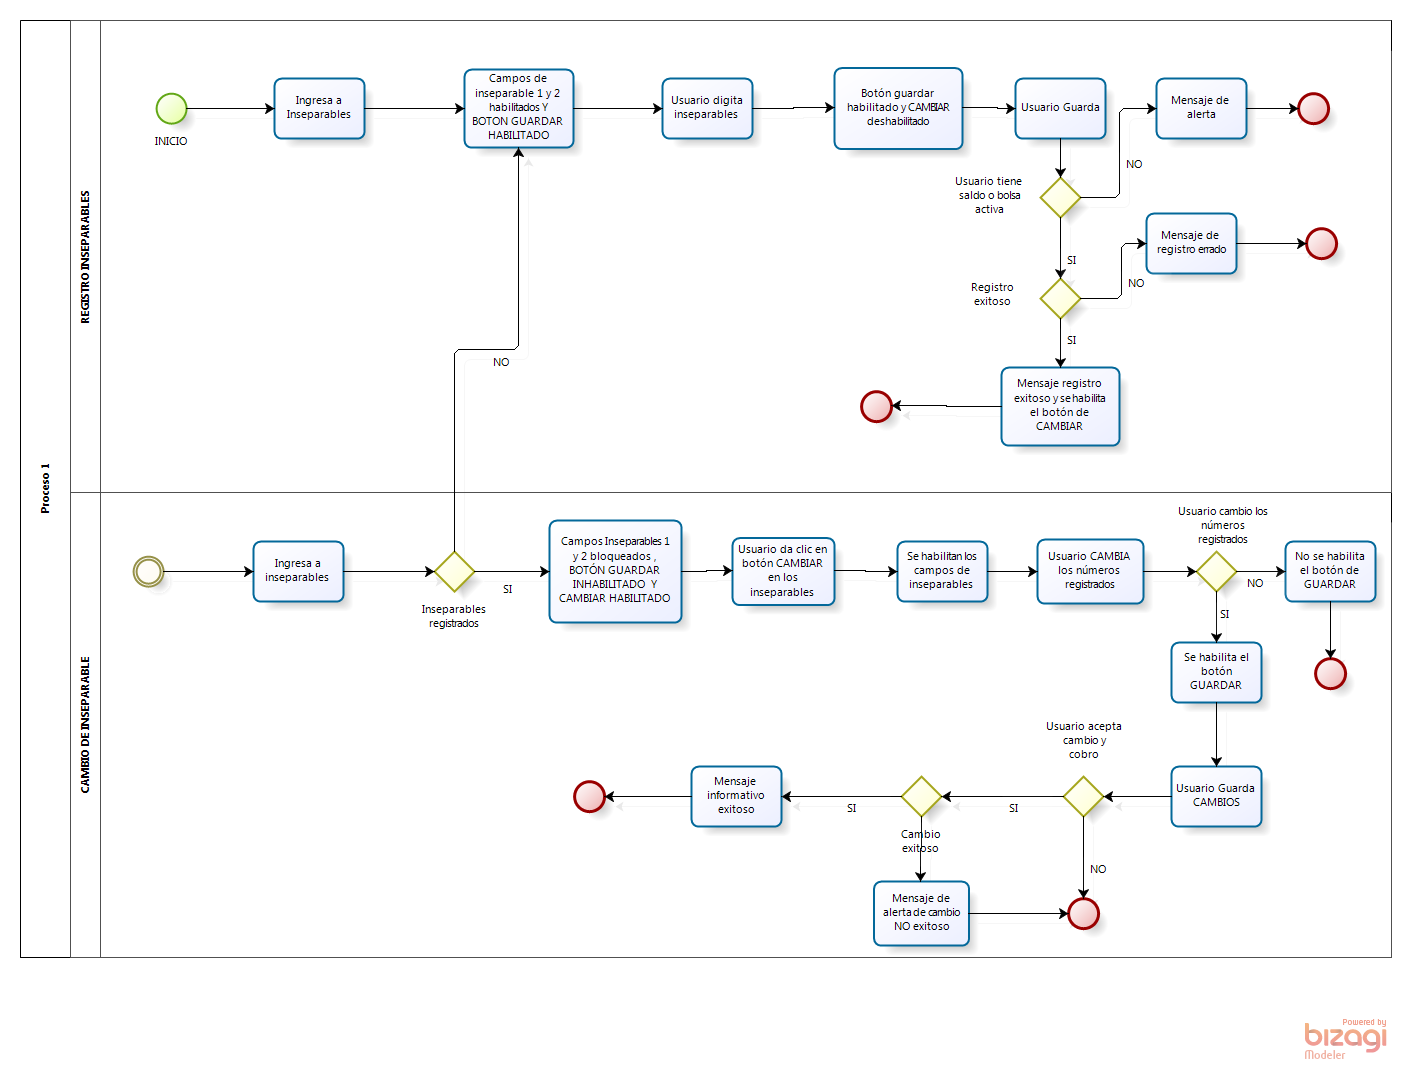 Proceso 1
REGISTRO INSEPARABLES
INICIO
Ingresa a
Inseparables
Campos de
inseparable 1 y 2
habilitados Y
BOTON GUARDAR
HABILITADO
Usuario digita
inseparables
Botón guardar
habilitado y CAMBIAR
deshabilitado
Usuario Guarda
Mensaje de
alerta
NO
Usuario tiene
saldo o bolsa
activa
SI
Mensaje de
registro errado
NO
Registro
exitoso
SI
Mensaje registro
exitoso y se habilita
el botón de
CAMBIAR
NO
CAMBIO DE INSEPARABLE
Ingresa a
inseparables
Inseparables
registrados
SI
Campos Inseparables 1
y 2 bloqueados ,
BOTÓN GUARDAR
INHABILITADO Y
CAMBIAR HABILITADO
Usuario da clic en
botón CAMBIAR
en los
inseparables
Se habilitan los
campos de
inseparables
Usuario CAMBIA
los números
registrados
Usuario cambio los
números
registrados
NO
No se habilita
el botón de
GUARDAR
SI
Se habilita el
botón
GUARDAR
Usuario Guarda
CAMBIOS
Usuario acepta
cambio y
cobro
SI
NO
Cambio
exitoso
SI
Mensaje
informativo
exitoso
Mensaje de
alerta de cambio
NO exitoso
Powered by
bizagi
Modeler